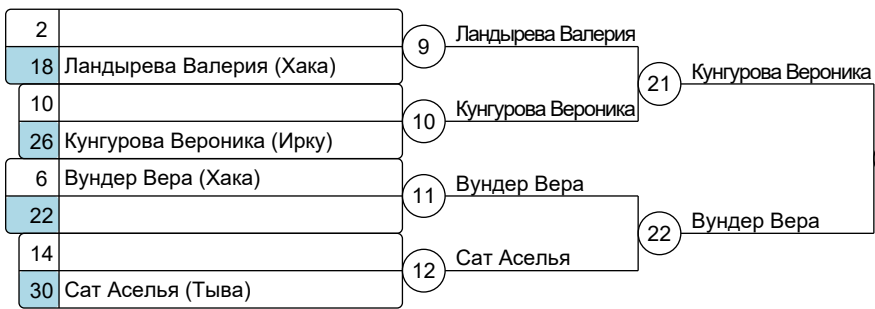 2
18 Ландырева Валерия (Хака)
10
26 Кунгурова Вероника (Ирку)
6 Вундер Вера (Хака)
22
14
30 Сат Аселья (Тыва)
9 Ландырева Валерия
10 Кунгурова Вероника
11 Вундер Вера
12 Сат Аселья
21 Кунгурова Вероника
22 Вундер Вера